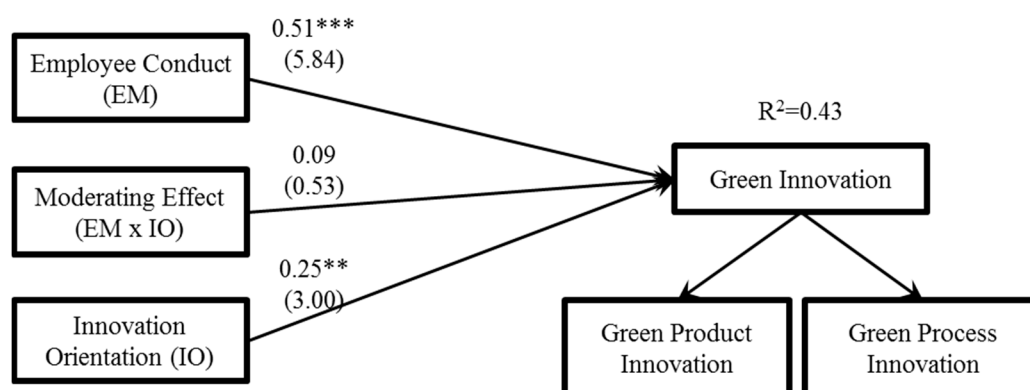 0.51***
(5.84)
Employee Conduct
(EM)
R²=0.43
0.09
(0.53)
Moderating Effect
(EM x IO)
Green Innovation
0.25**
(3.00)
Innovation
Orientation (IO)
Green Product
Innovation
Green Process
Innovation